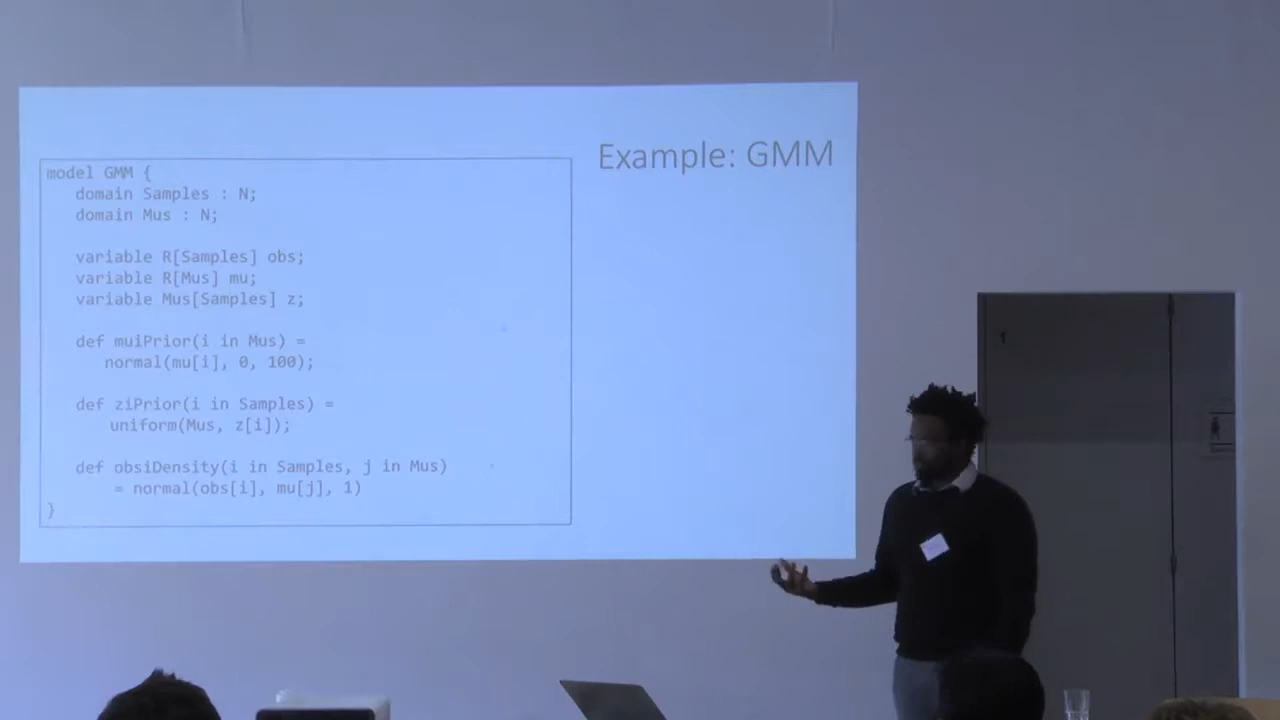 Example: GMM
model GMM {
domain Samples : N;
domain Mus : N;
variable R[Samples] obs;
variable R[Mus] mu;
variable Mus[Samples] z;
def muiPrior(i in Mus) =
normal(mu[i], 0, 100);
def ziPrior(i in Samples) =
uniform(Mus, z[i]);
def obsiDensity(i in Samples, j in Mus)
= normal(obs[i], mu[j], 1)
}